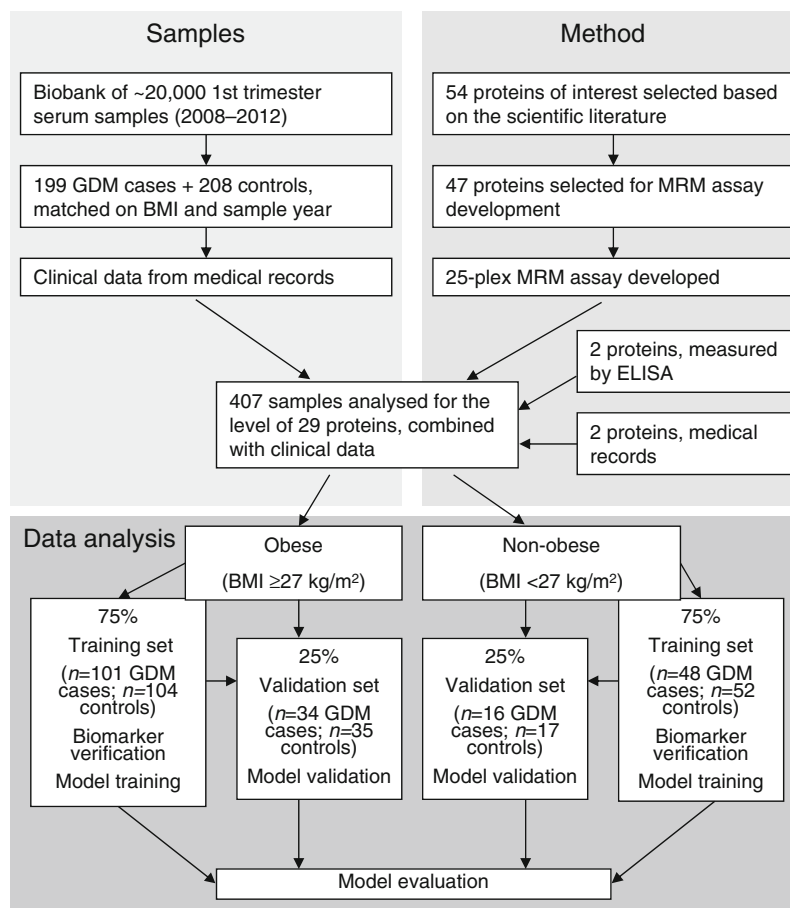 Samples
Biobank of ~20,000 1st trimester
serum samples (2008–2012)
199 GDM cases + 208 controls,
matched on BMI and sample year
Clinical data from medical records
Method
54 proteins of interest selected based
on the scientific literature
47 proteins selected for MRM assay
development
25-plex MRM assay developed
2 proteins, measured
by ELISA
2 proteins, medical
records
407 samples analysed for the
level of 29 proteins, combined
with clinical data
Data analysis
Obese
(BMI ≥27 kg/m²)
Non-obese
(BMI <27 kg/m²)
75%
Training set
(n=101 GDM
cases; n=104
controls)
Biomarker
verification
Model training
25%
Validation set
(n=34 GDM
cases; n=35
controls)
Model validation
25%
Validation set
(n=16 GDM
cases; n=17
controls)
Model validation
75%
Training set
(n=48 GDM
cases; n=52
controls)
Biomarker
verification
Model training
Model evaluation